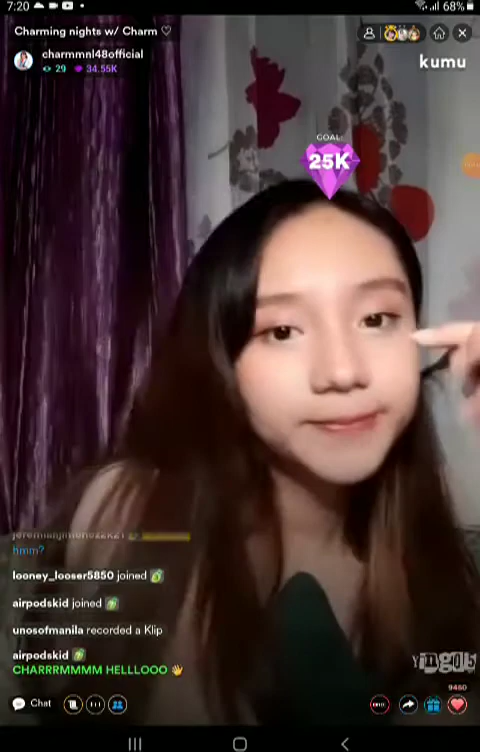 7:20
68%
Charming nights w/ Charm ♡
charmmnl48official
29 34.55K
kumu
GOAL:
25K
hmm?
looney_looser5850 joined
airpodskid joined
unosofmanila recorded a Klip
airpodskid
CHARRRMMMM HELLLOOO 👋
9450
Chat